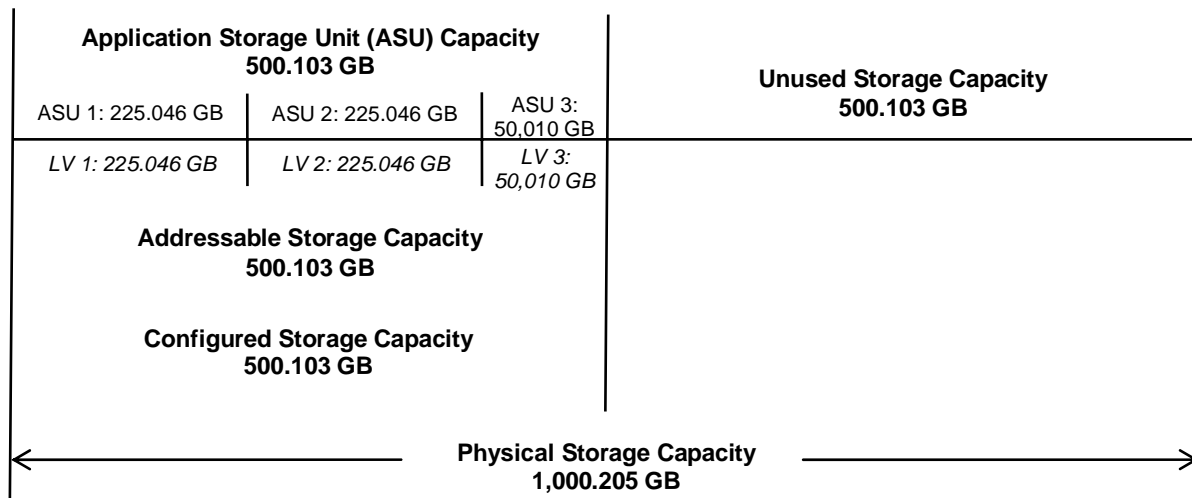 Application Storage Unit (ASU) Capacity
500.103 GB
Unused Storage Capacity
500.103 GB
ASU 1: 225.046 GB
ASU 2: 225.046 GB
ASU 3:
50,010 GB
LV 1: 225.046 GB
LV 2: 225.046 GB
LV 3:
50,010 GB
Addressable Storage Capacity
500.103 GB
Configured Storage Capacity
500.103 GB
Physical Storage Capacity
1,000.205 GB